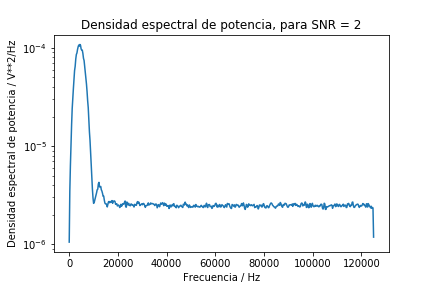 Densidad espectral de potencia, para SNR = 2
Densidad espectral de potencia / V**2/Hz
10⁻⁴
10⁻⁵
10⁻⁶
0 20000 40000 60000 80000 100000 120000
Frecuencia / Hz